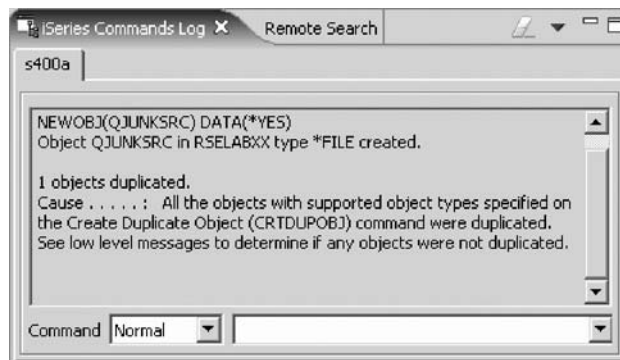 iSeries Commands Log
Remote Search
s400a
NEWOBJ(QJUNKSRC) DATA(*YES)
Object QJUNKSRC in RSELABXX type *FILE created.
1 objects duplicated.
Cause . . . . . : All the objects with supported object types specified on
the Create Duplicate Object (CRTDUPOBJ) command were duplicated.
See low level messages to determine if any objects were not duplicated.
Command Normal